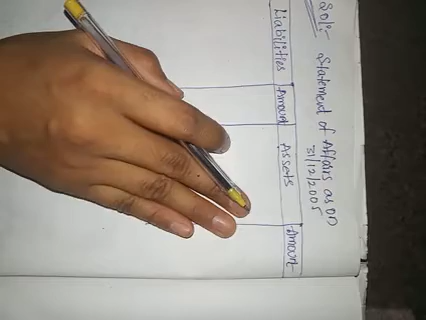 Sol:- Statement of Affairs as on
31/12/2005
Liabilities Amount Assets Amount